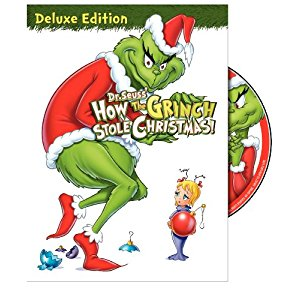 Deluxe Edition
Dr. Seuss'
HOW THE GRINCH
STOLE CHRISTMAS!